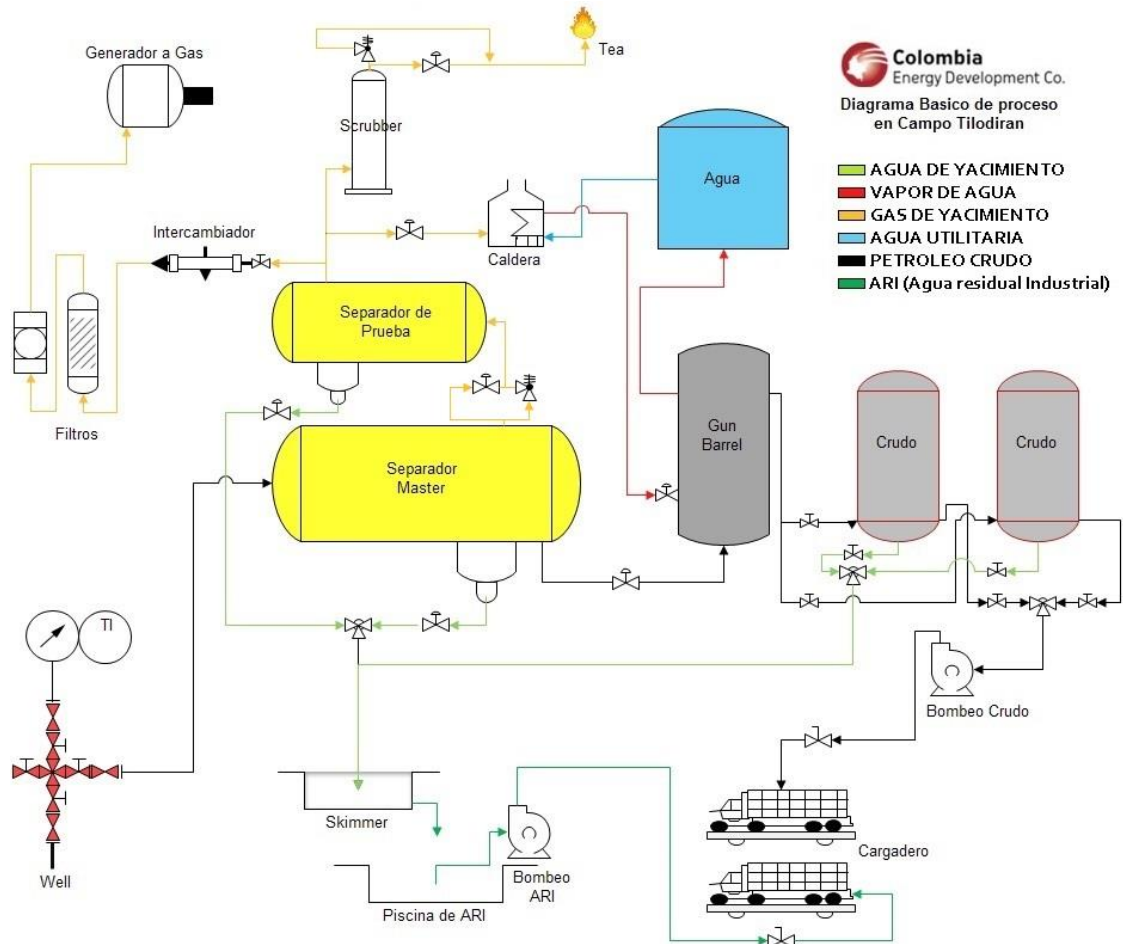 Generador a Gas
Tea
Colombia
Energy Development Co.
Diagrama Basico de proceso
en Campo Tilodiran
Scrubber
Agua
AGUA DE YACIMIENTO
VAPOR DE AGUA
GAS DE YACIMIENTO
AGUA UTILITARIA
PETROLEO CRUDO
ARI (Agua residual Industrial)
Intercambiador
Caldera
Separador de
Prueba
Filtros
Gun
Barrel
Crudo
Crudo
Separador
Master
TI
Bombeo Crudo
Well
Skimmer
Piscina de ARI
Bombeo
ARI
Cargadero